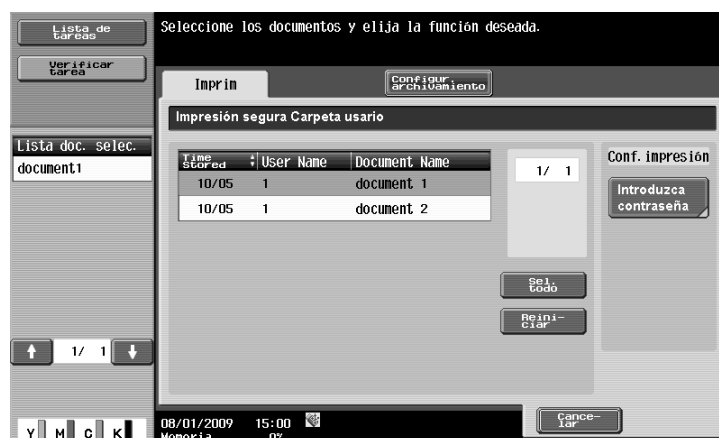 Lista de
tareas
Verificar
tarea
Seleccione los documentos y elija la función deseada.
Imprim
Configur.
archivamiento
Impresión segura Carpeta usario
Lista doc. selec.
document1
Time
stored
User Name
Document Name
10/05 1 document 1
10/05 1 document 2
1/ 1
Conf. impresión
Introduzca
contraseña
Sel.
todo
Reini-
ciar
1/ 1
Y M C K
08/01/2009 15:00
Memoria 0%
Cance-
lar